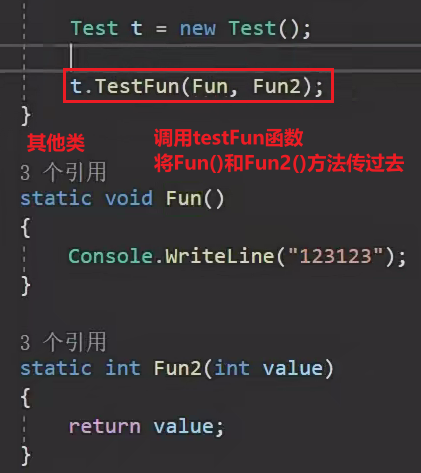 Test t = new Test();
t.TestFun(Fun, Fun2);
}
其他类
调用testFun函数
将Fun()和Fun2()方法传过去
3 个引用
static void Fun()
{
Console.WriteLine("123123");
}
3 个引用
static int Fun2(int value)
{
return value;
}